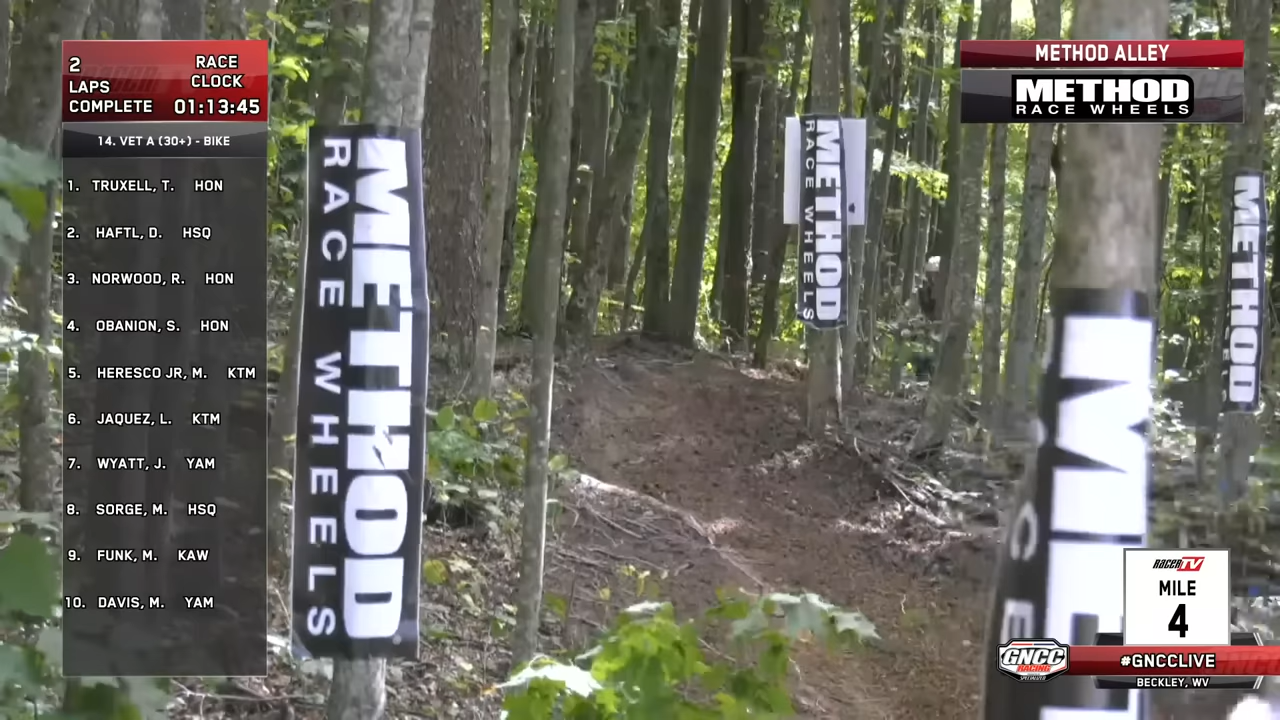 2
LAPS
COMPLETE
RACE
CLOCK
01:13:45
14. VET A (30+) - BIKE
1. TRUXELL, T. HON
2. HAFTL, D. HSQ
3. NORWOOD, R. HON
4. OBANION, S. HON
5. HERESCO JR, M. KTM
6. JAQUEZ, L. KTM
7. WYATT, J. YAM
8. SORGE, M. HSQ
9. FUNK, M. KAW
10. DAVIS, M. YAM
METHOD
RACE WHEELS
METHOD
RACE WHEELS
METHOD ALLEY
METHOD
RACE WHEELS
METHOD
RACER TV
MILE
4
GNCC
RACING
#GNCCLIVE
BECKLEY, WV